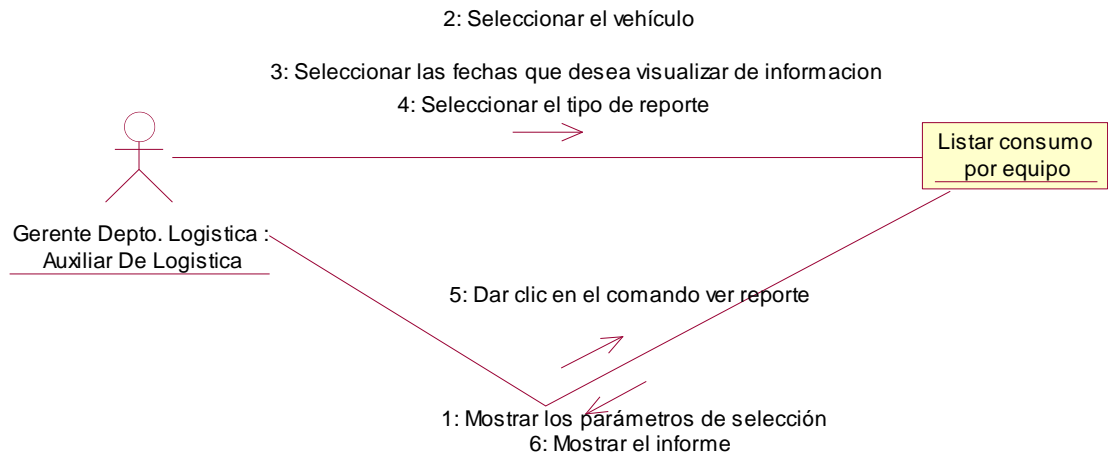 2: Seleccionar el vehículo
3: Seleccionar las fechas que desea visualizar de informacion
4: Seleccionar el tipo de reporte
Listar consumo
por equipo
Gerente Depto. Logistica :
Auxiliar De Logistica
5: Dar clic en el comando ver reporte
1: Mostrar los parámetros de selección
6: Mostrar el informe